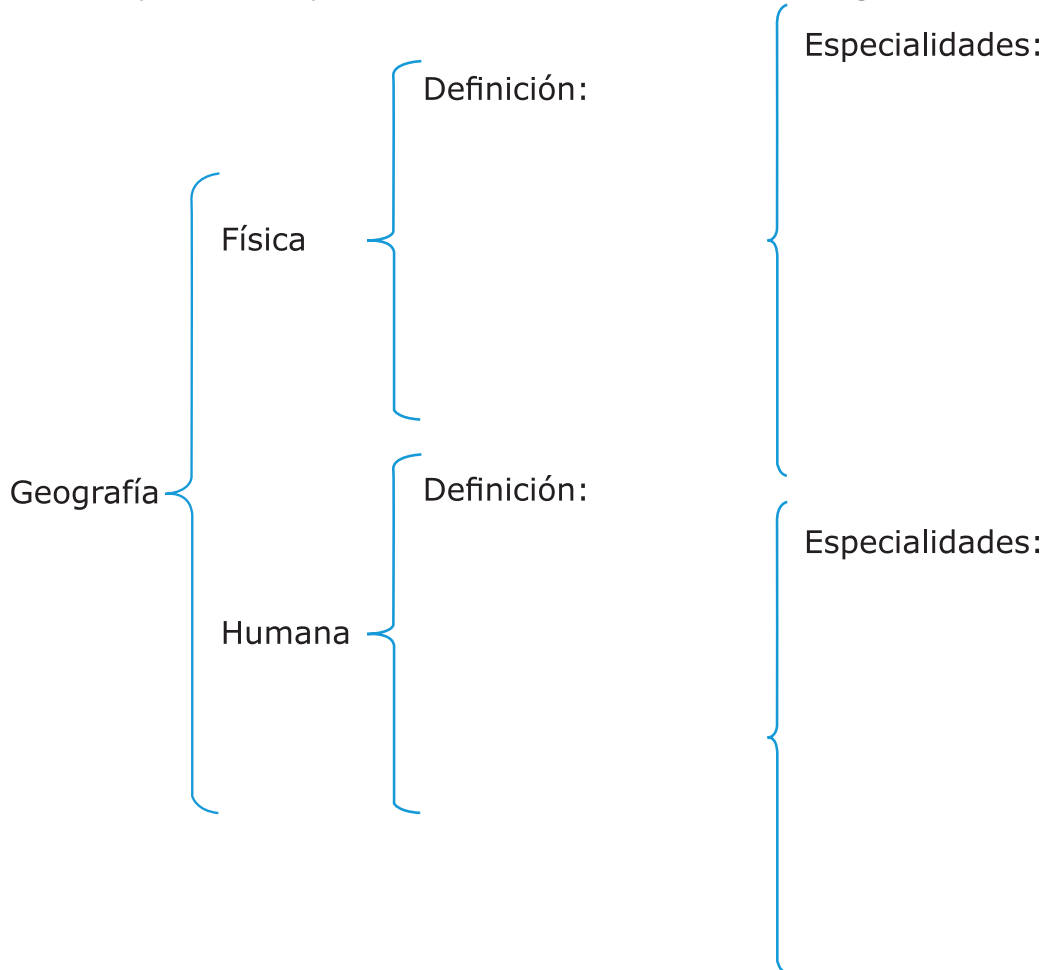 Especialidades:
Definición:
Física
Geografía
Definición:
Especialidades:
Humana